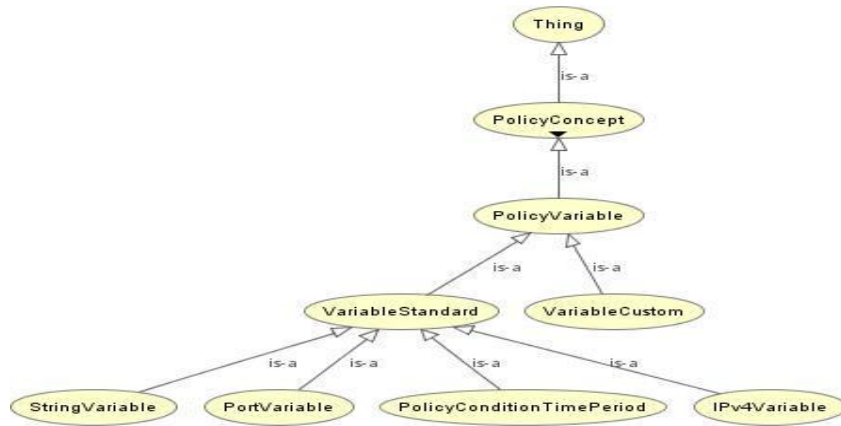 Thing
is-a
PolicyConcept
is-a
PolicyVariable
is-a
is-a
VariableStandard
VariableCustom
is-a
is-a
is-a
is-a
StringVariable
PortVariable
PolicyConditionTimePeriod
IPv4Variable